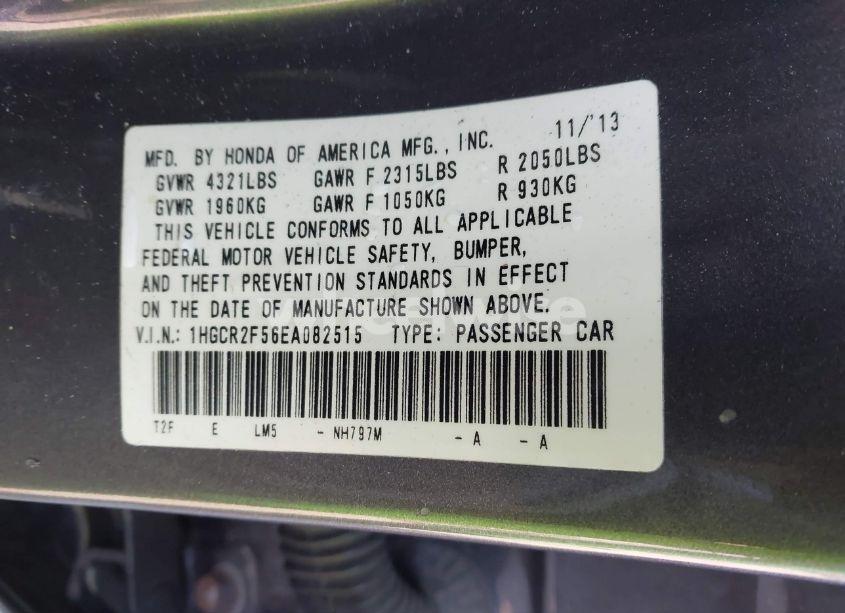 MFD. BY HONDA OF AMERICA MFG., INC. 11/'13
GVWR 4321LBS GAWR F 2315LBS R 2050LBS
GVWR 1960KG GAWR F 1050KG R 930KG
THIS VEHICLE CONFORMS TO ALL APPLICABLE
FEDERAL MOTOR VEHICLE SAFETY, BUMPER,
AND THEFT PREVENTION STANDARDS IN EFFECT
ON THE DATE OF MANUFACTURE SHOWN ABOVE.
V.I.N.: 1HGCR2F56EA082515 TYPE: PASSENGER CAR
T2F E LM5 - NH797M - A - A